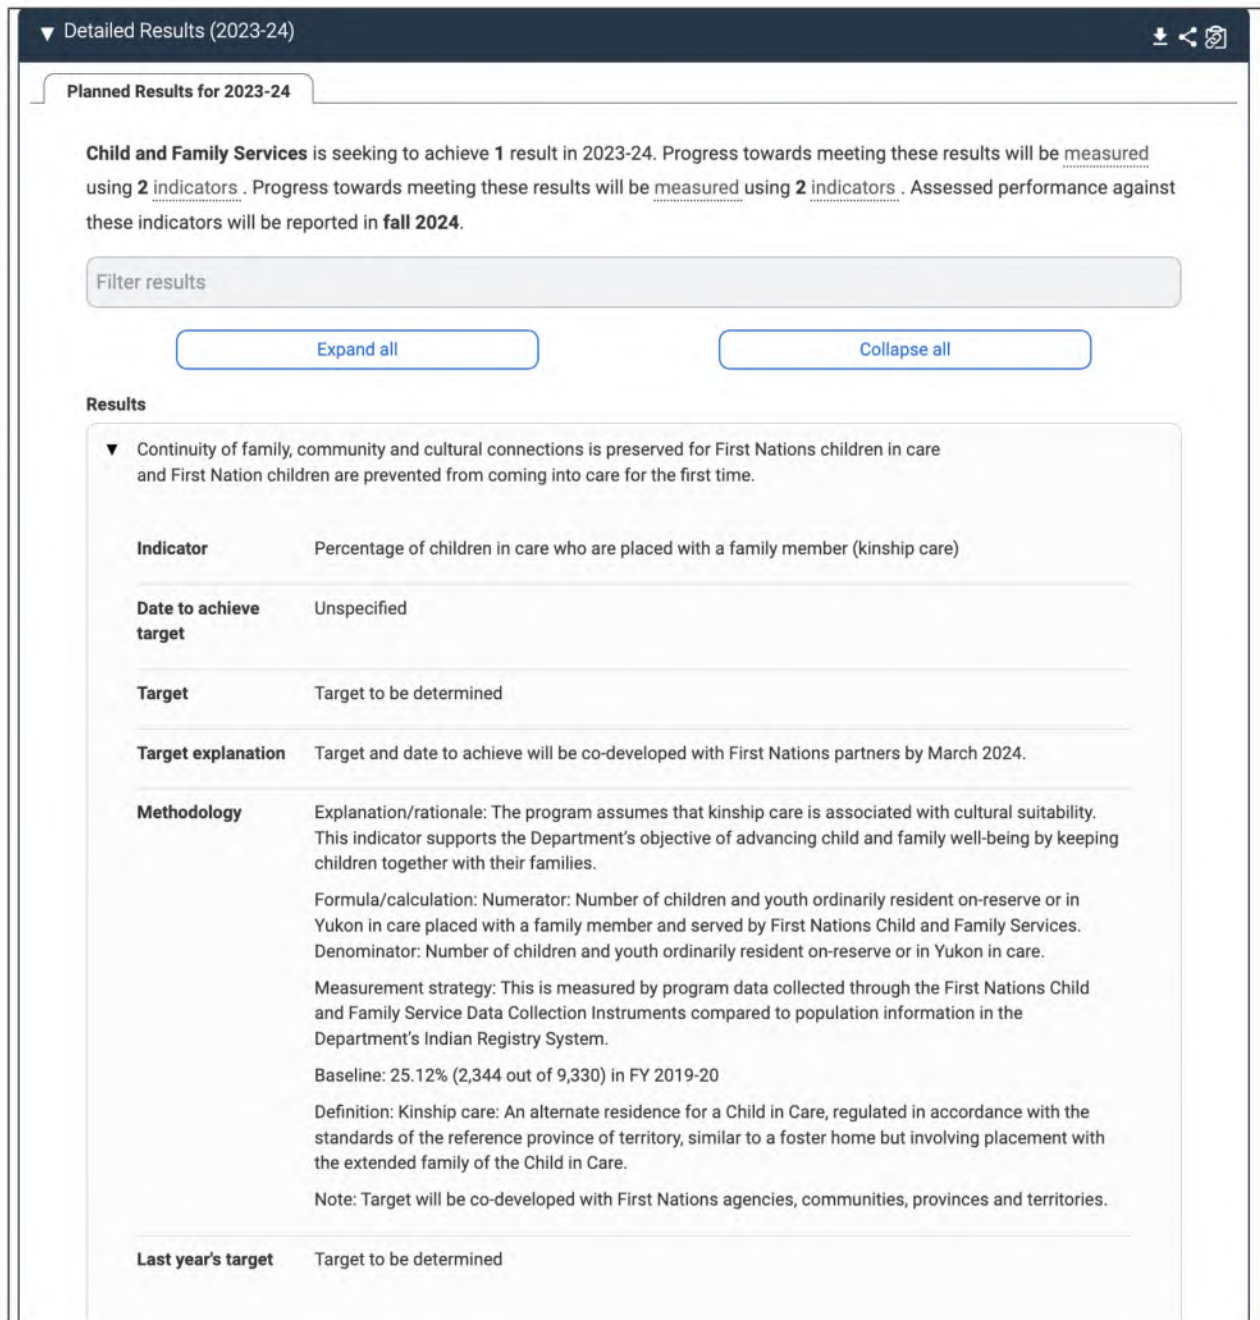 ▼ Detailed Results (2023-24)
Planned Results for 2023-24
Child and Family Services is seeking to achieve 1 result in 2023-24. Progress towards meeting these results will be measured
using 2 indicators . Progress towards meeting these results will be measured using 2 indicators . Assessed performance against
these indicators will be reported in fall 2024.
Filter results
Expand all
Collapse all
Results
▼ Continuity of family, community and cultural connections is preserved for First Nations children in care
and First Nation children are prevented from coming into care for the first time.
Indicator Percentage of children in care who are placed with a family member (kinship care)
Date to achieve Unspecified
target
Target Target to be determined
Target explanation Target and date to achieve will be co-developed with First Nations partners by March 2024.
Methodology Explanation/rationale: The program assumes that kinship care is associated with cultural suitability.
This indicator supports the Department's objective of advancing child and family well-being by keeping
children together with their families.
Formula/calculation: Numerator: Number of children and youth ordinarily resident on-reserve or in
Yukon in care placed with a family member and served by First Nations Child and Family Services.
Denominator: Number of children and youth ordinarily resident on-reserve or in Yukon in care.
Measurement strategy: This is measured by program data collected through the First Nations Child
and Family Service Data Collection Instruments compared to population information in the
Department's Indian Registry System.
Baseline: 25.12% (2,344 out of 9,330) in FY 2019-20
Definition: Kinship care: An alternate residence for a Child in Care, regulated in accordance with the
standards of the reference province of territory, similar to a foster home but involving placement with
the extended family of the Child in Care.
Note: Target will be co-developed with First Nations agencies, communities, provinces and territories.
Last year's target Target to be determined